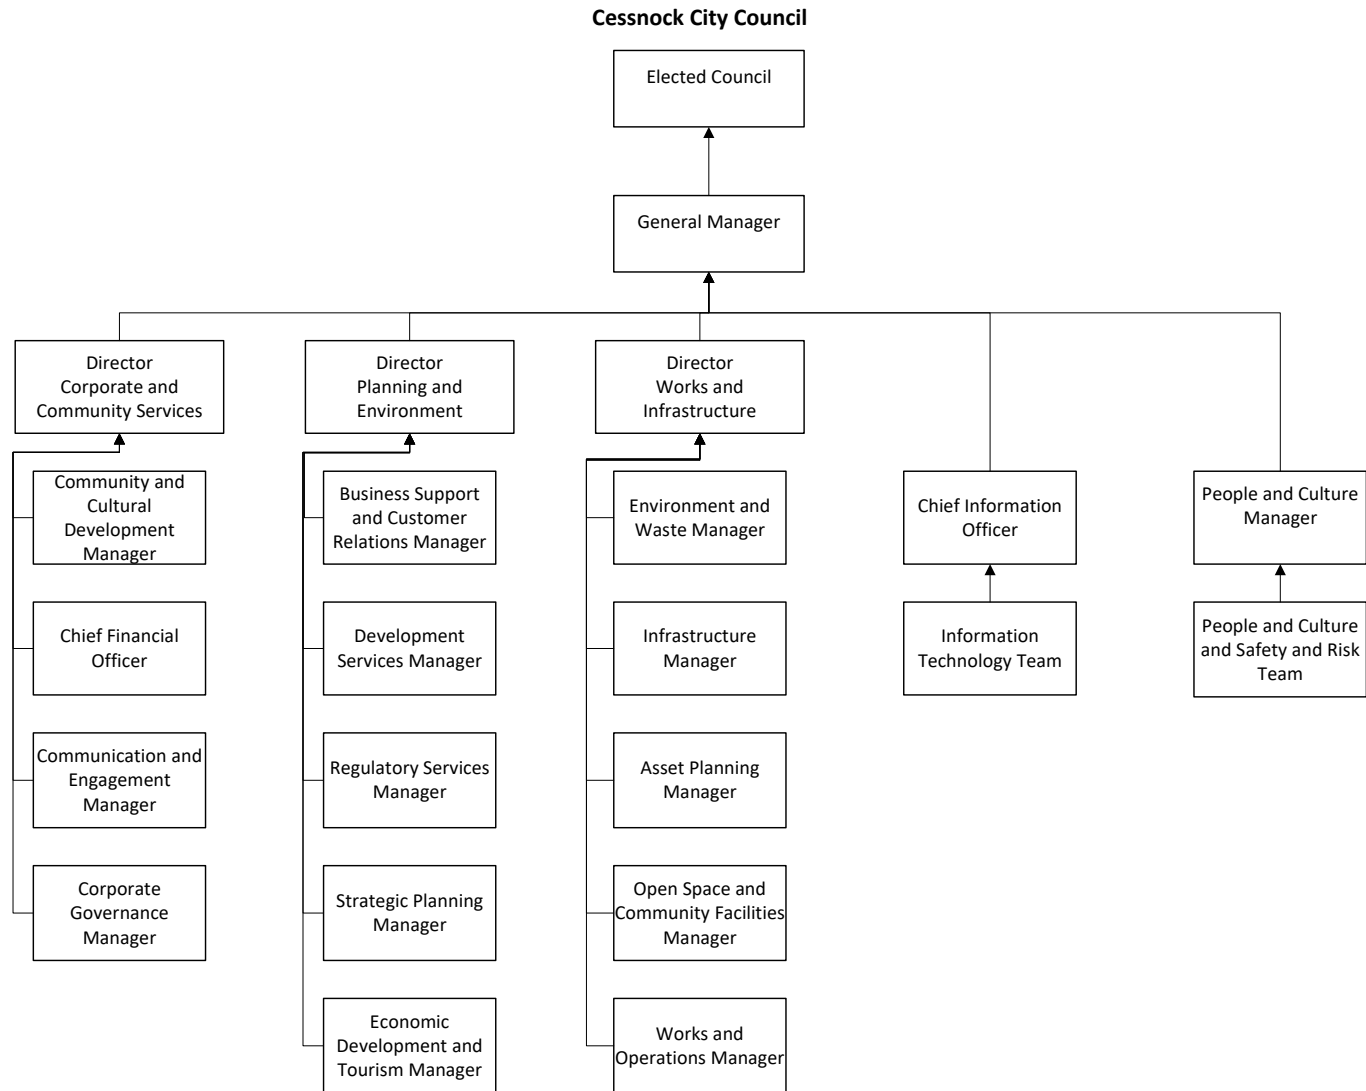 Cessnock City Council
Elected Council
General Manager
Director
Corporate and
Community Services
Director
Planning and
Environment
Director
Works and
Infrastructure
Community and
Cultural
Development
Manager
Business Support
and Customer
Relations Manager
Environment and
Waste Manager
Chief Information
Officer
People and Culture
Manager
Chief Financial
Officer
Development
Services Manager
Infrastructure
Manager
Information
Technology Team
People and Culture
and Safety and Risk
Team
Communication and
Engagement
Manager
Regulatory Services
Manager
Asset Planning
Manager
Corporate
Governance
Manager
Strategic Planning
Manager
Open Space and
Community Facilities
Manager
Economic
Development and
Tourism Manager
Works and
Operations Manager